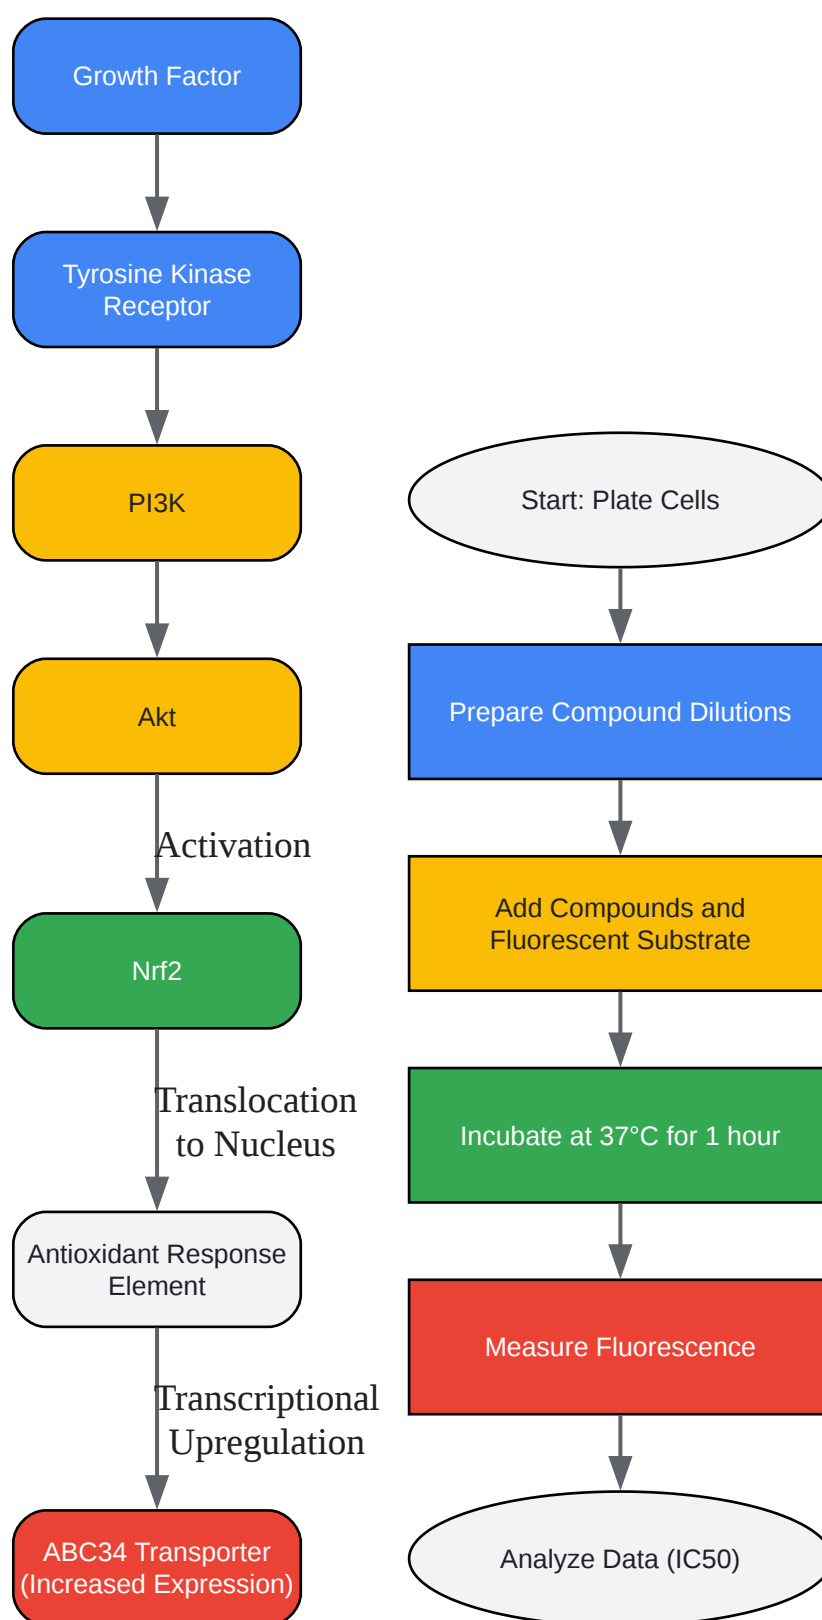 Growth Factor
Tyrosine Kinase
Receptor
PI3K
Akt
Activation
Nrf2
Translocation
to Nucleus
Antioxidant Response
Element
Transcriptional
Upregulation
ABC34 Transporter
(Increased Expression)
Start: Plate Cells
Prepare Compound Dilutions
Add Compounds and
Fluorescent Substrate
Incubate at 37°C for 1 hour
Measure Fluorescence
Analyze Data (IC50)